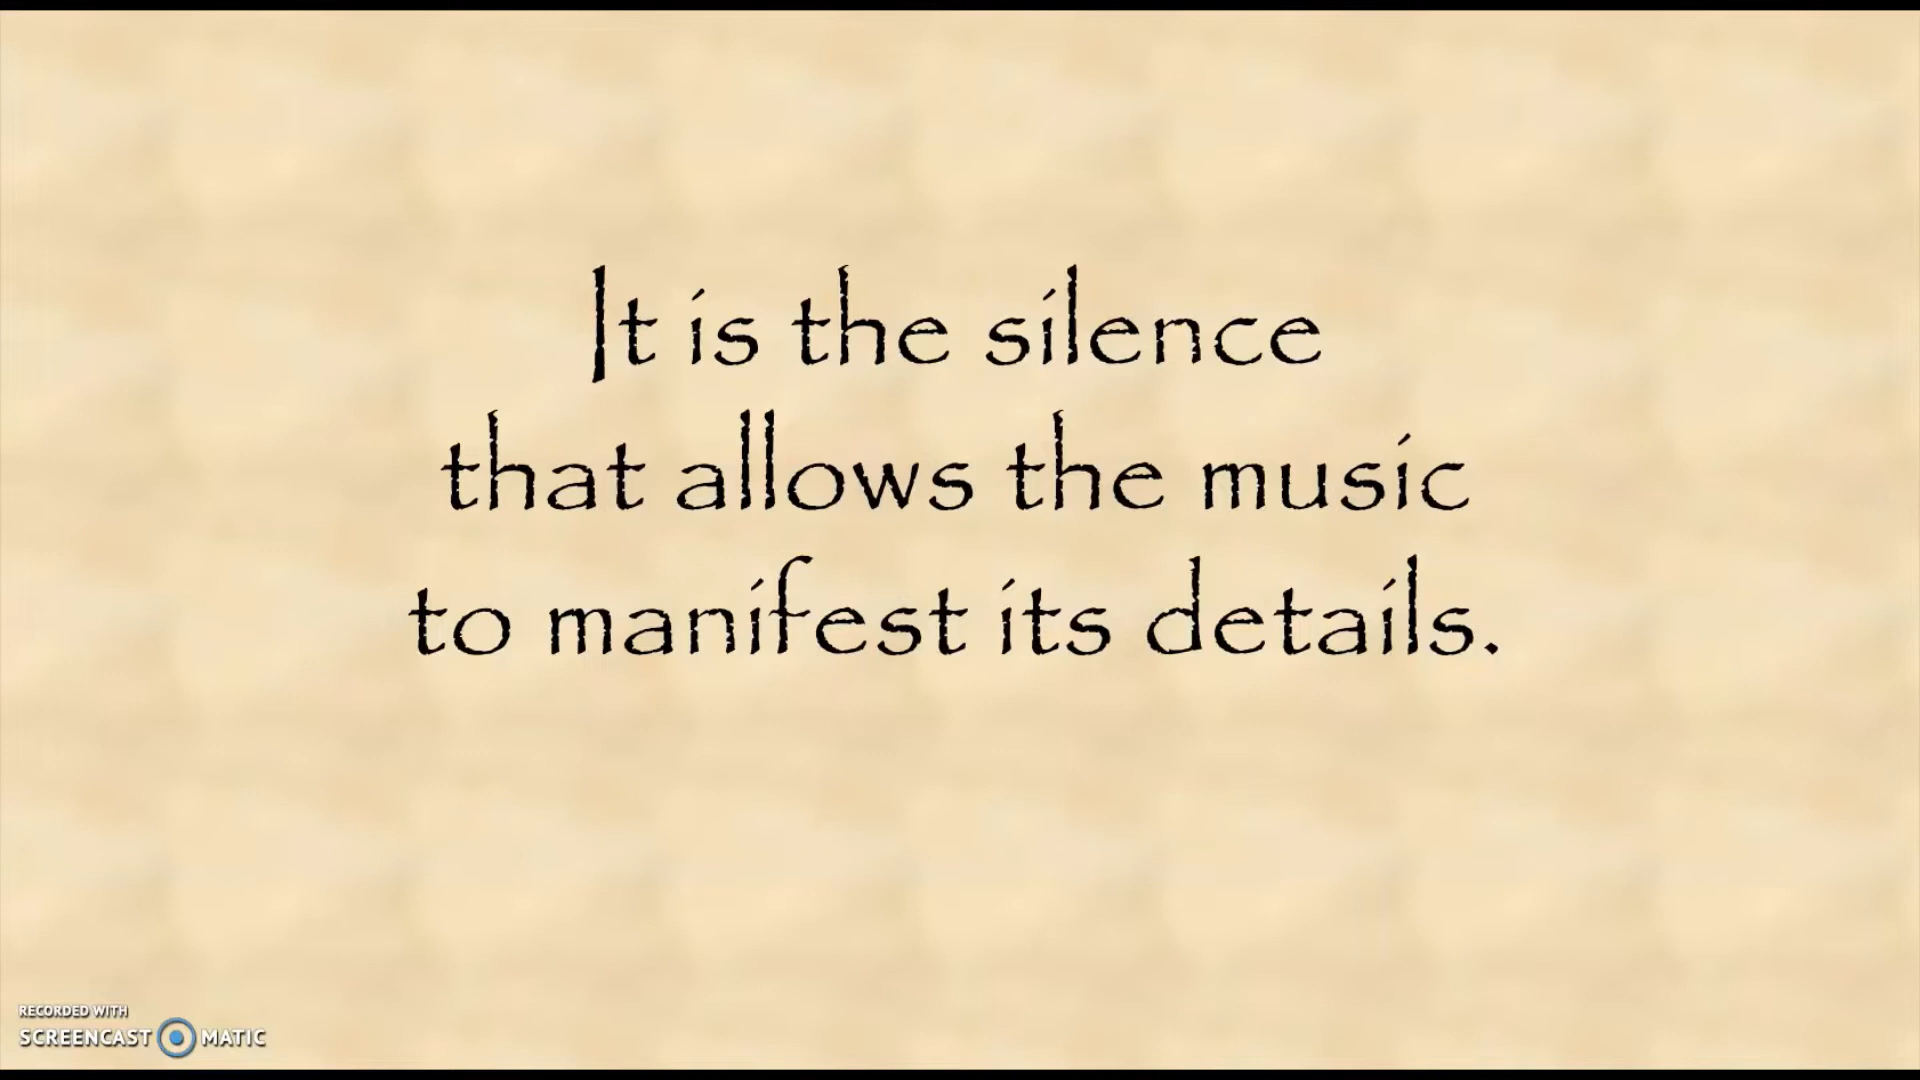 It is the silence
that allows the music
to manifest its details.
RECORDED WITH
SCREENCAST MATIC